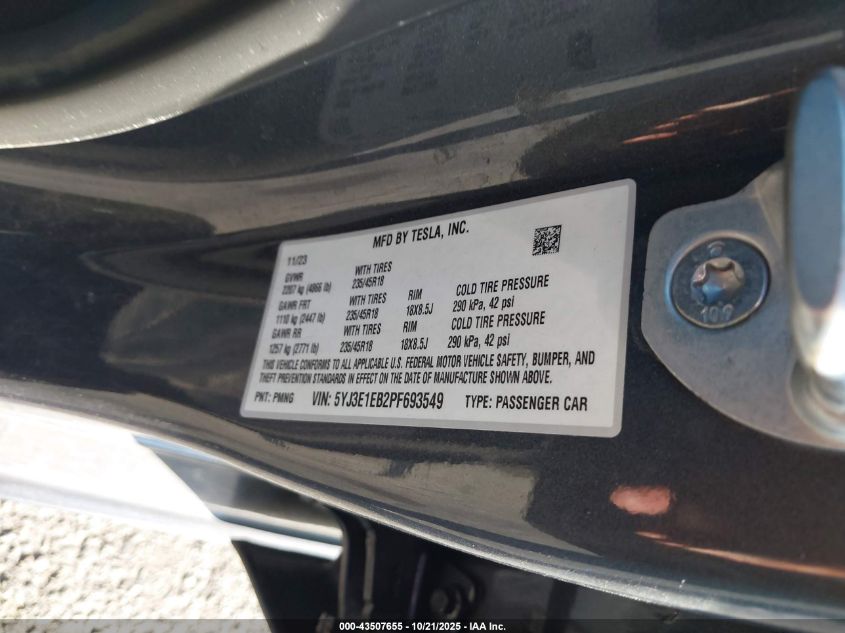 MFD BY TESLA, INC.
11/23
GVWR WITH TIRES
2207 kg (4866 lb) 235/45R18
GAWR FRT WITH TIRES RIM COLD TIRE PRESSURE
1110 kg (2447 lb) 235/45R18 18X8.5J 290 kPa, 42 psi
GAWR RR WITH TIRES RIM COLD TIRE PRESSURE
1257 kg (2771 lb) 235/45R18 18X8.5J 290 kPa, 42 psi
THIS VEHICLE CONFORMS TO ALL APPLICABLE U.S. FEDERAL MOTOR VEHICLE SAFETY, BUMPER, AND
THEFT PREVENTION STANDARDS IN EFFECT ON THE DATE OF MANUFACTURE SHOWN ABOVE.
PNT: PMNG VIN: 5YJ3E1EB2PF693549 TYPE: PASSENGER CAR
109
000-43507655 - 10/21/2025 - IAA Inc.